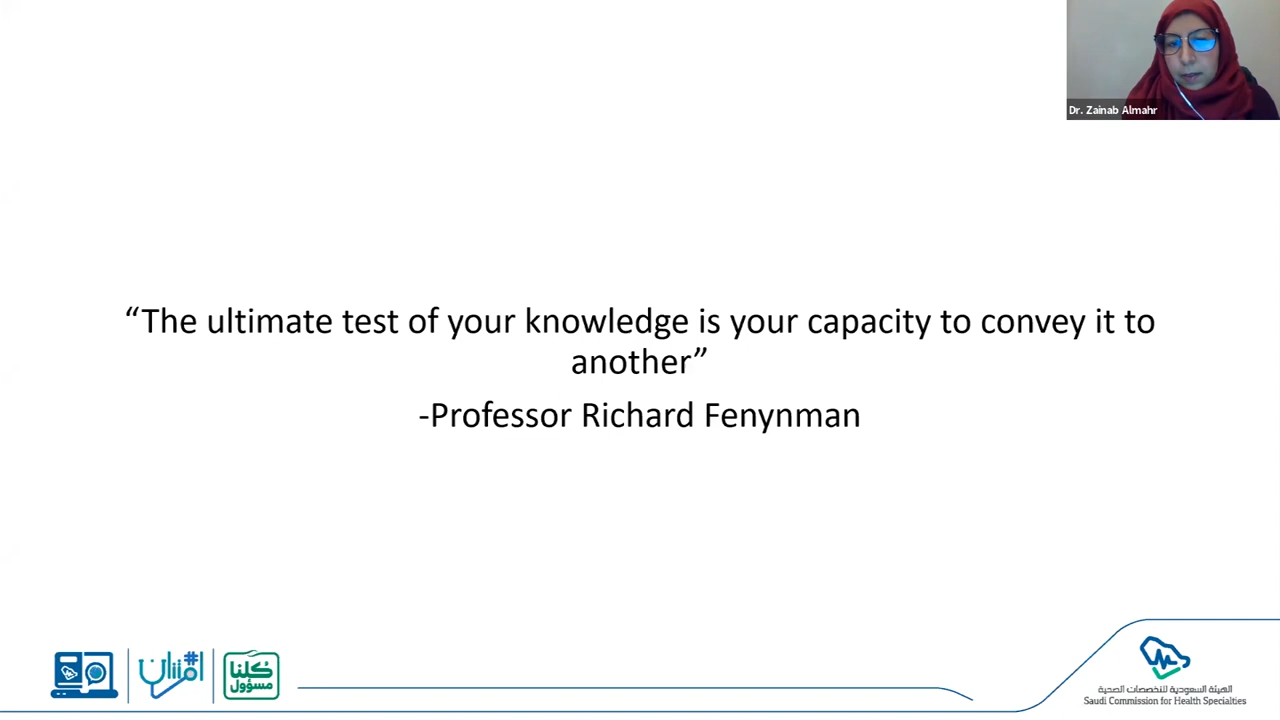 Dr. Zainab Almahr
“The ultimate test of your knowledge is your capacity to convey it to
another”
-Professor Richard Fenynman
#امتنان
كلنا
مسؤول
الهيئة السعودية للتخصصات الصحية
Saudi Commission for Health Specialties